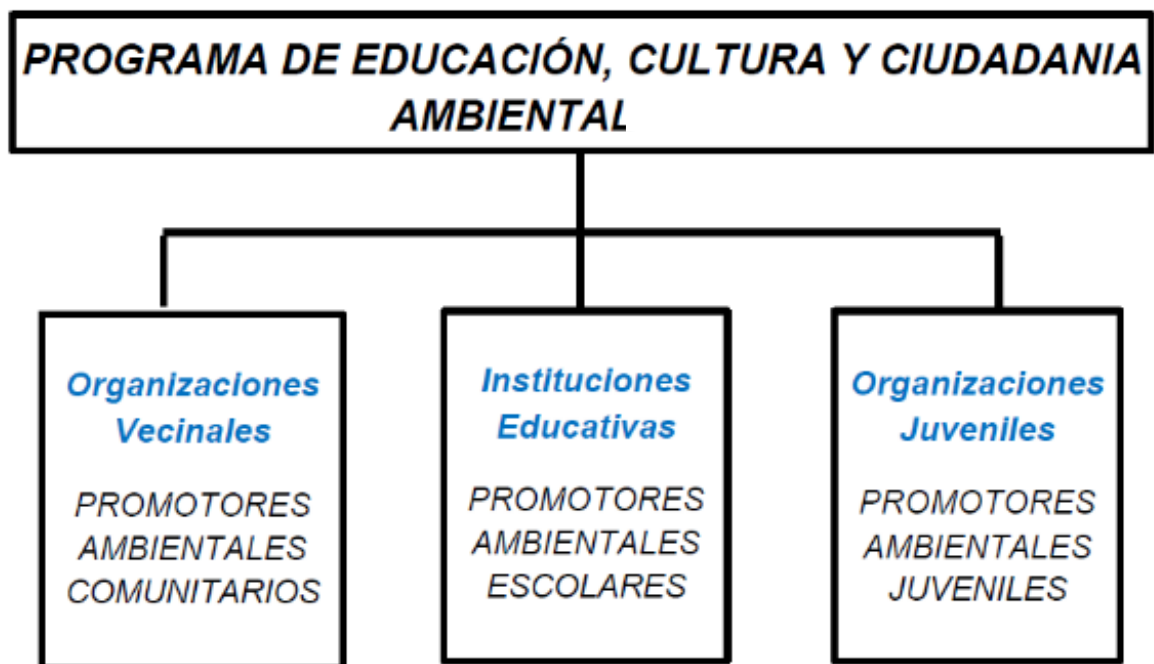 PROGRAMA DE EDUCACIÓN, CULTURA Y CIUDADANIA
AMBIENTAL
Organizaciones
Vecinales
PROMOTORES
AMBIENTALES
COMUNITARIOS
Instituciones
Educativas
PROMOTORES
AMBIENTALES
ESCOLARES
Organizaciones
Juveniles
PROMOTORES
AMBIENTALES
JUVENILES